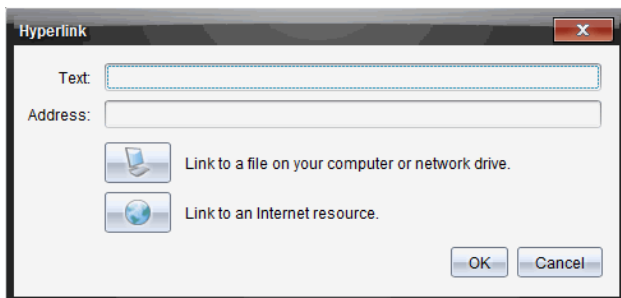 Hyperlink
Text:
Address:
Link to a file on your computer or network drive.
Link to an Internet resource.
OK Cancel